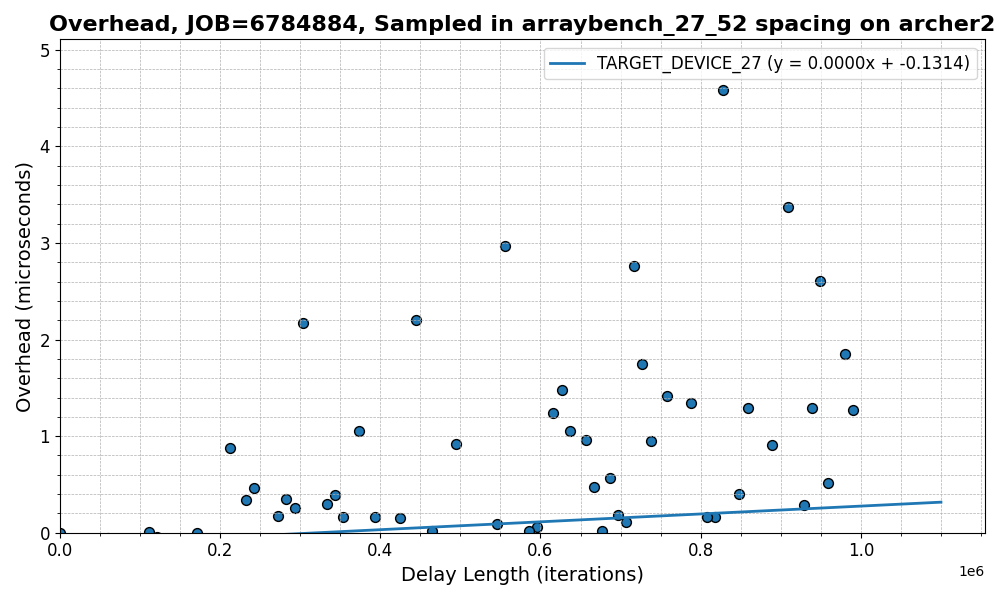 Overhead, JOB=6784884, Sampled in arraybench_27_52 spacing on archer2
TARGET_DEVICE_27 (y = 0.0000x + -0.1314)
Overhead (microseconds)
5
4
3
2
1
0
0.0 0.2 0.4 0.6 0.8 1.0
1e6
Delay Length (iterations)